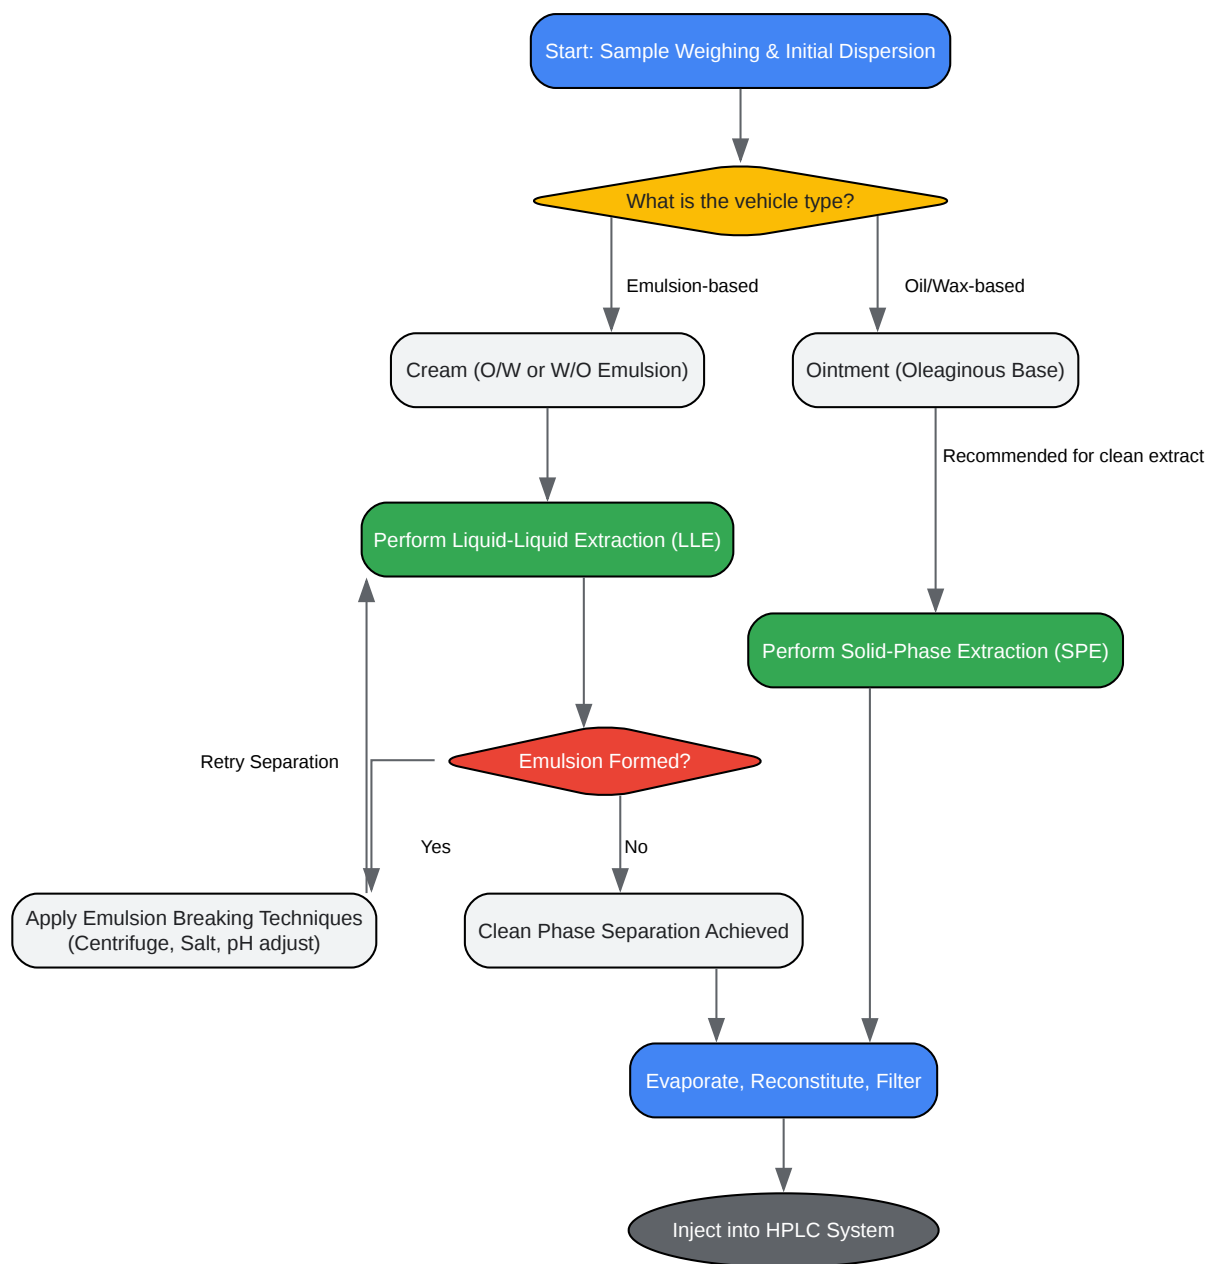 Start: Sample Weighing & Initial Dispersion
What is the vehicle type?
Emulsion-based
Oil/Wax-based
Cream (O/W or W/O Emulsion)
Ointment (Oleaginous Base)
Recommended for clean extract
Perform Liquid-Liquid Extraction (LLE)
Perform Solid-Phase Extraction (SPE)
Retry Separation
Emulsion Formed?
Yes
No
Apply Emulsion Breaking Techniques
(Centrifuge, Salt, pH adjust)
Clean Phase Separation Achieved
Evaporate, Reconstitute, Filter
Inject into HPLC System